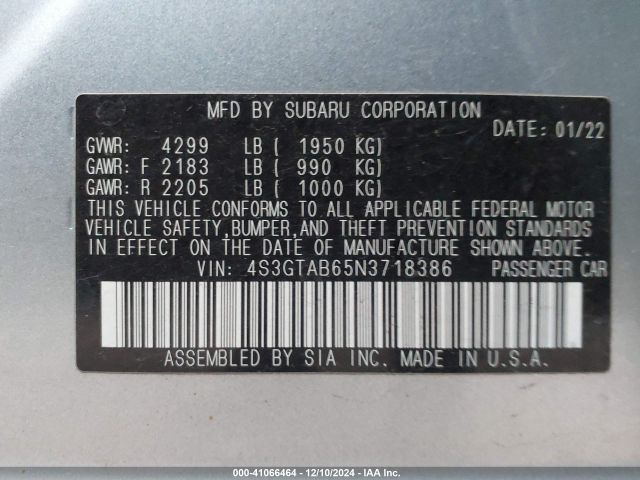 MFD BY SUBARU CORPORATION
DATE: 01/22
GVWR: 4299 LB ( 1950 KG)
GAWR: F 2183 LB ( 990 KG)
GAWR: R 2205 LB ( 1000 KG)
THIS VEHICLE CONFORMS TO ALL APPLICABLE FEDERAL MOTOR
VEHICLE SAFETY,BUMPER,AND THEFT PREVENTION STANDARDS
IN EFFECT ON THE DATE OF MANUFACTURE SHOWN ABOVE.
VIN: 4S3GTAB65N3718386 PASSENGER CAR
ASSEMBLED BY SIA INC. MADE IN U.S.A.
000-41066464 - 12/10/2024 - IAA Inc.